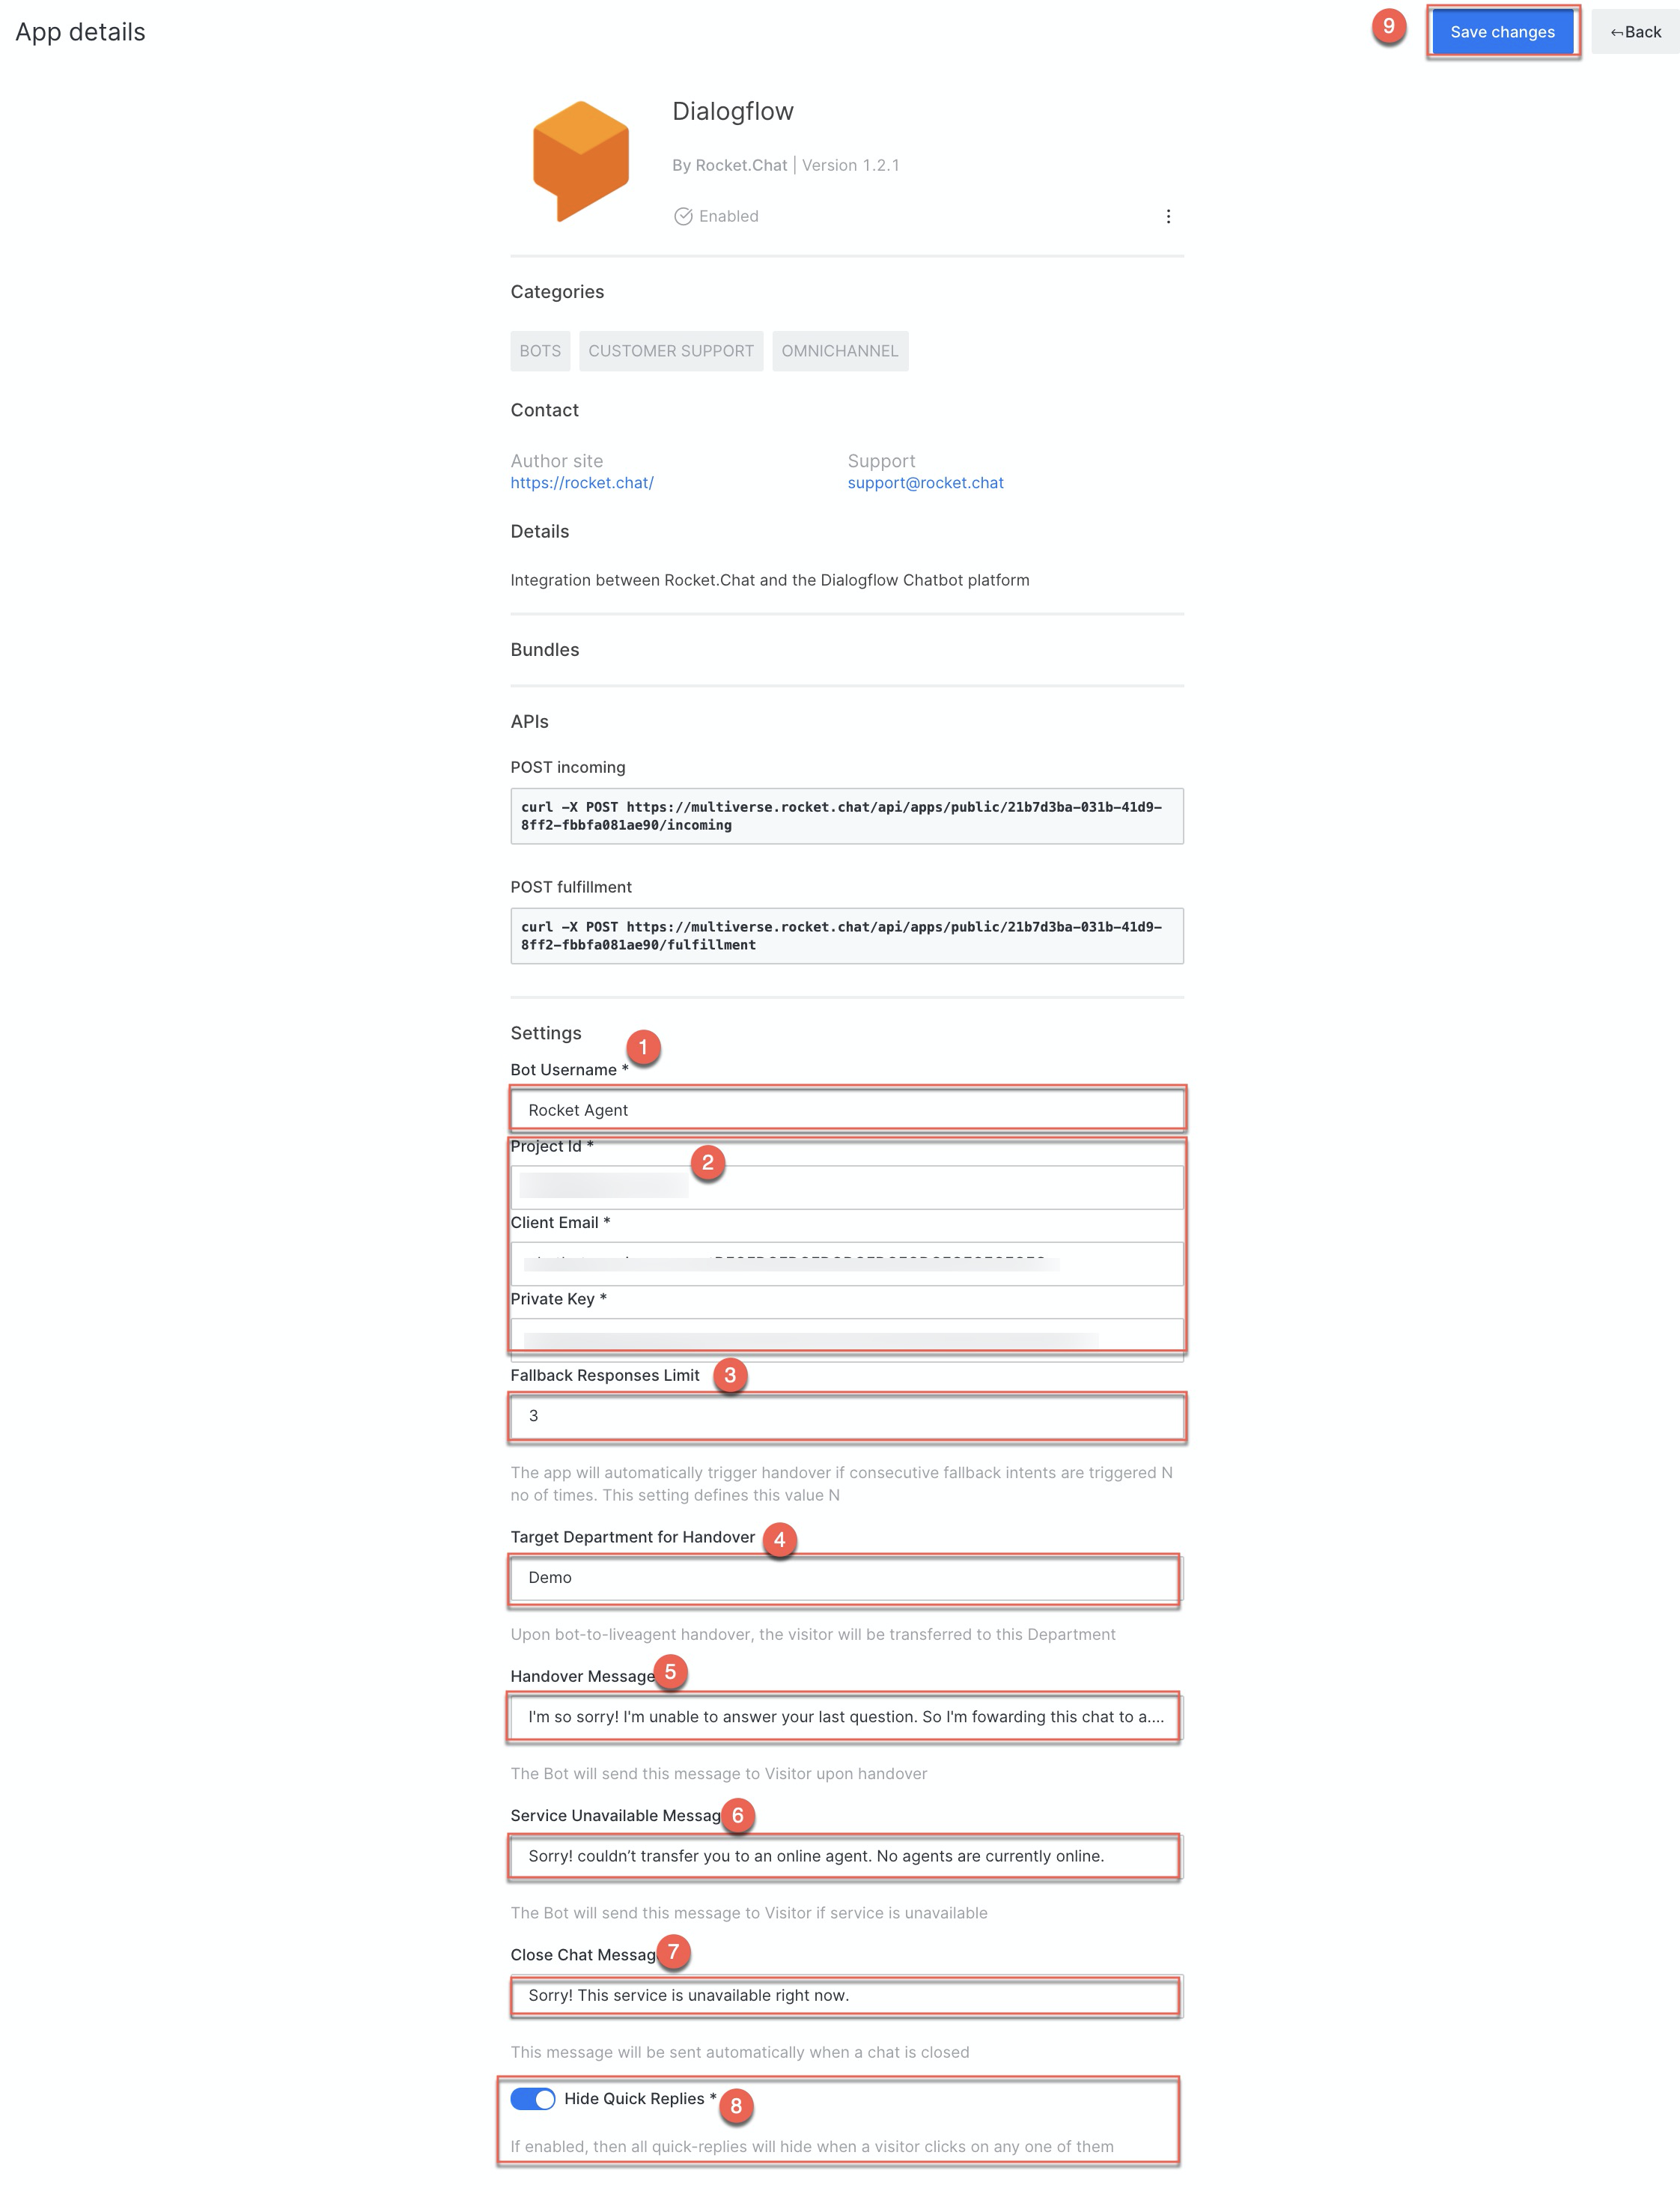 App details
9
Save changes
←Back
Dialogflow
By Rocket.Chat | Version 1.2.1
Enabled
Categories
BOTS
CUSTOMER SUPPORT
OMNICHANNEL
Contact
Author site
Support
https://rocket.chat/
support@rocket.chat
Details
Integration between Rocket.Chat and the Dialogflow Chatbot platform
Bundles
APIs
POST incoming
curl -X POST https://multiverse.rocket.chat/api/apps/public/21b7d3ba-031b-41d9-
8ff2-fbbfa081ae90/incoming
POST fulfillment
curl -X POST https://multiverse.rocket.chat/api/apps/public/21b7d3ba-031b-41d9-
8ff2-fbbfa081ae90/fulfillment
Settings
1
Bot Username *
Rocket Agent
Project Id *
2
Client Email *
Private Key *
Fallback Responses Limit
3
3
The app will automatically trigger handover if consecutive fallback intents are triggered N
no of times. This setting defines this value N
Target Department for Handover
4
Demo
Upon bot-to-liveagent handover, the visitor will be transferred to this Department
Handover Message
5
I'm so sorry! I'm unable to answer your last question. So I'm fowarding this chat to a....
The Bot will send this message to Visitor upon handover
Service Unavailable Messag
6
Sorry! couldn't transfer you to an online agent. No agents are currently online.
The Bot will send this message to Visitor if service is unavailable
Close Chat Messag
7
Sorry! This service is unavailable right now.
This message will be sent automatically when a chat is closed
Hide Quick Replies *
8
If enabled, then all quick-replies will hide when a visitor clicks on any one of them